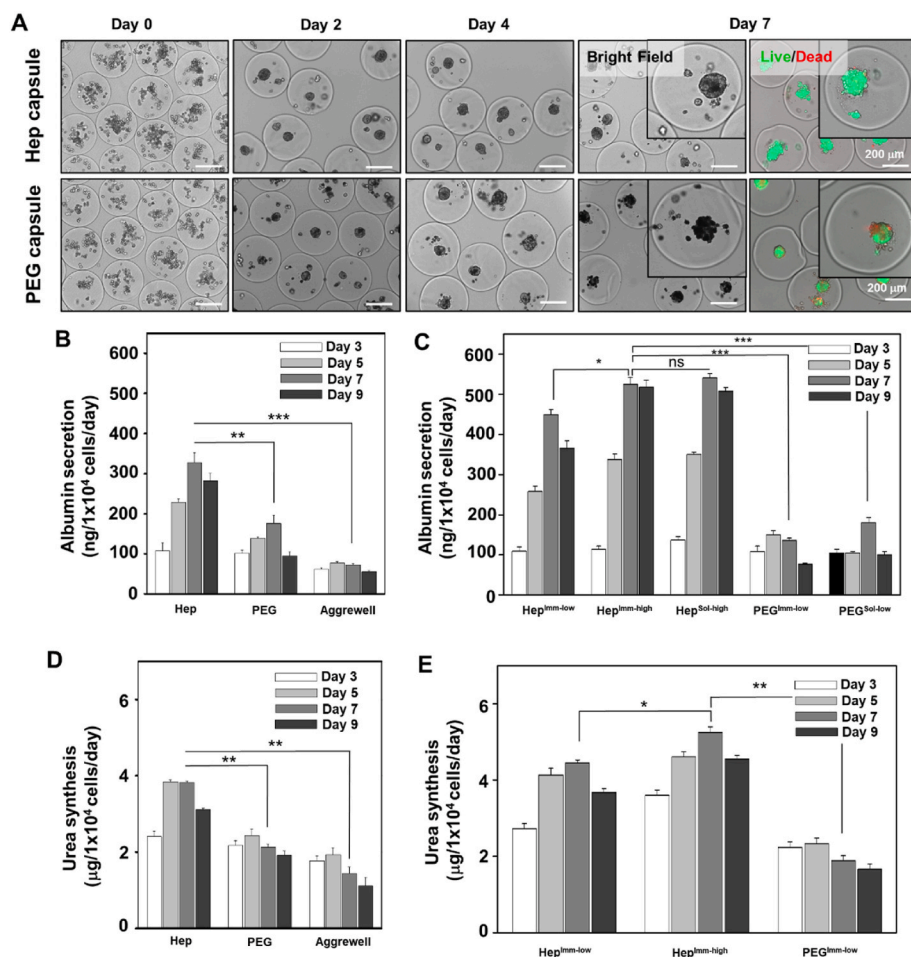 A
Day 0
Day 2
Day 4
Day 7
Hep capsule
Bright Field
Live/Dead
200 μm
PEG capsule
200 μm
B
Albumin secretion
(ng/1x10⁴ cells/day)
600
500
400
300
200
100
0
Day 3
Day 5
Day 7
Day 9
***
**
Hep
PEG
Aggrewell
C
Albumin secretion
(ng/1x10⁴ cells/day)
600
500
400
300
200
100
0
Day 3
Day 5
Day 7
Day 9
***
***
*
ns
Hep^Imm-low
Hep^Imm-high
Hep^Sol-high
PEG^Imm-low
PEG^Sol-low
D
Urea synthesis
(μg/1x10⁴ cells/day)
6
4
2
0
Day 3
Day 5
Day 7
Day 9
**
**
Hep
PEG
Aggrewell
E
Urea synthesis
(μg/1x10⁴ cells/day)
6
4
2
0
Day 3
Day 5
Day 7
Day 9
*
**
Hep^Imm-low
Hep^Imm-high
PEG^Imm-low